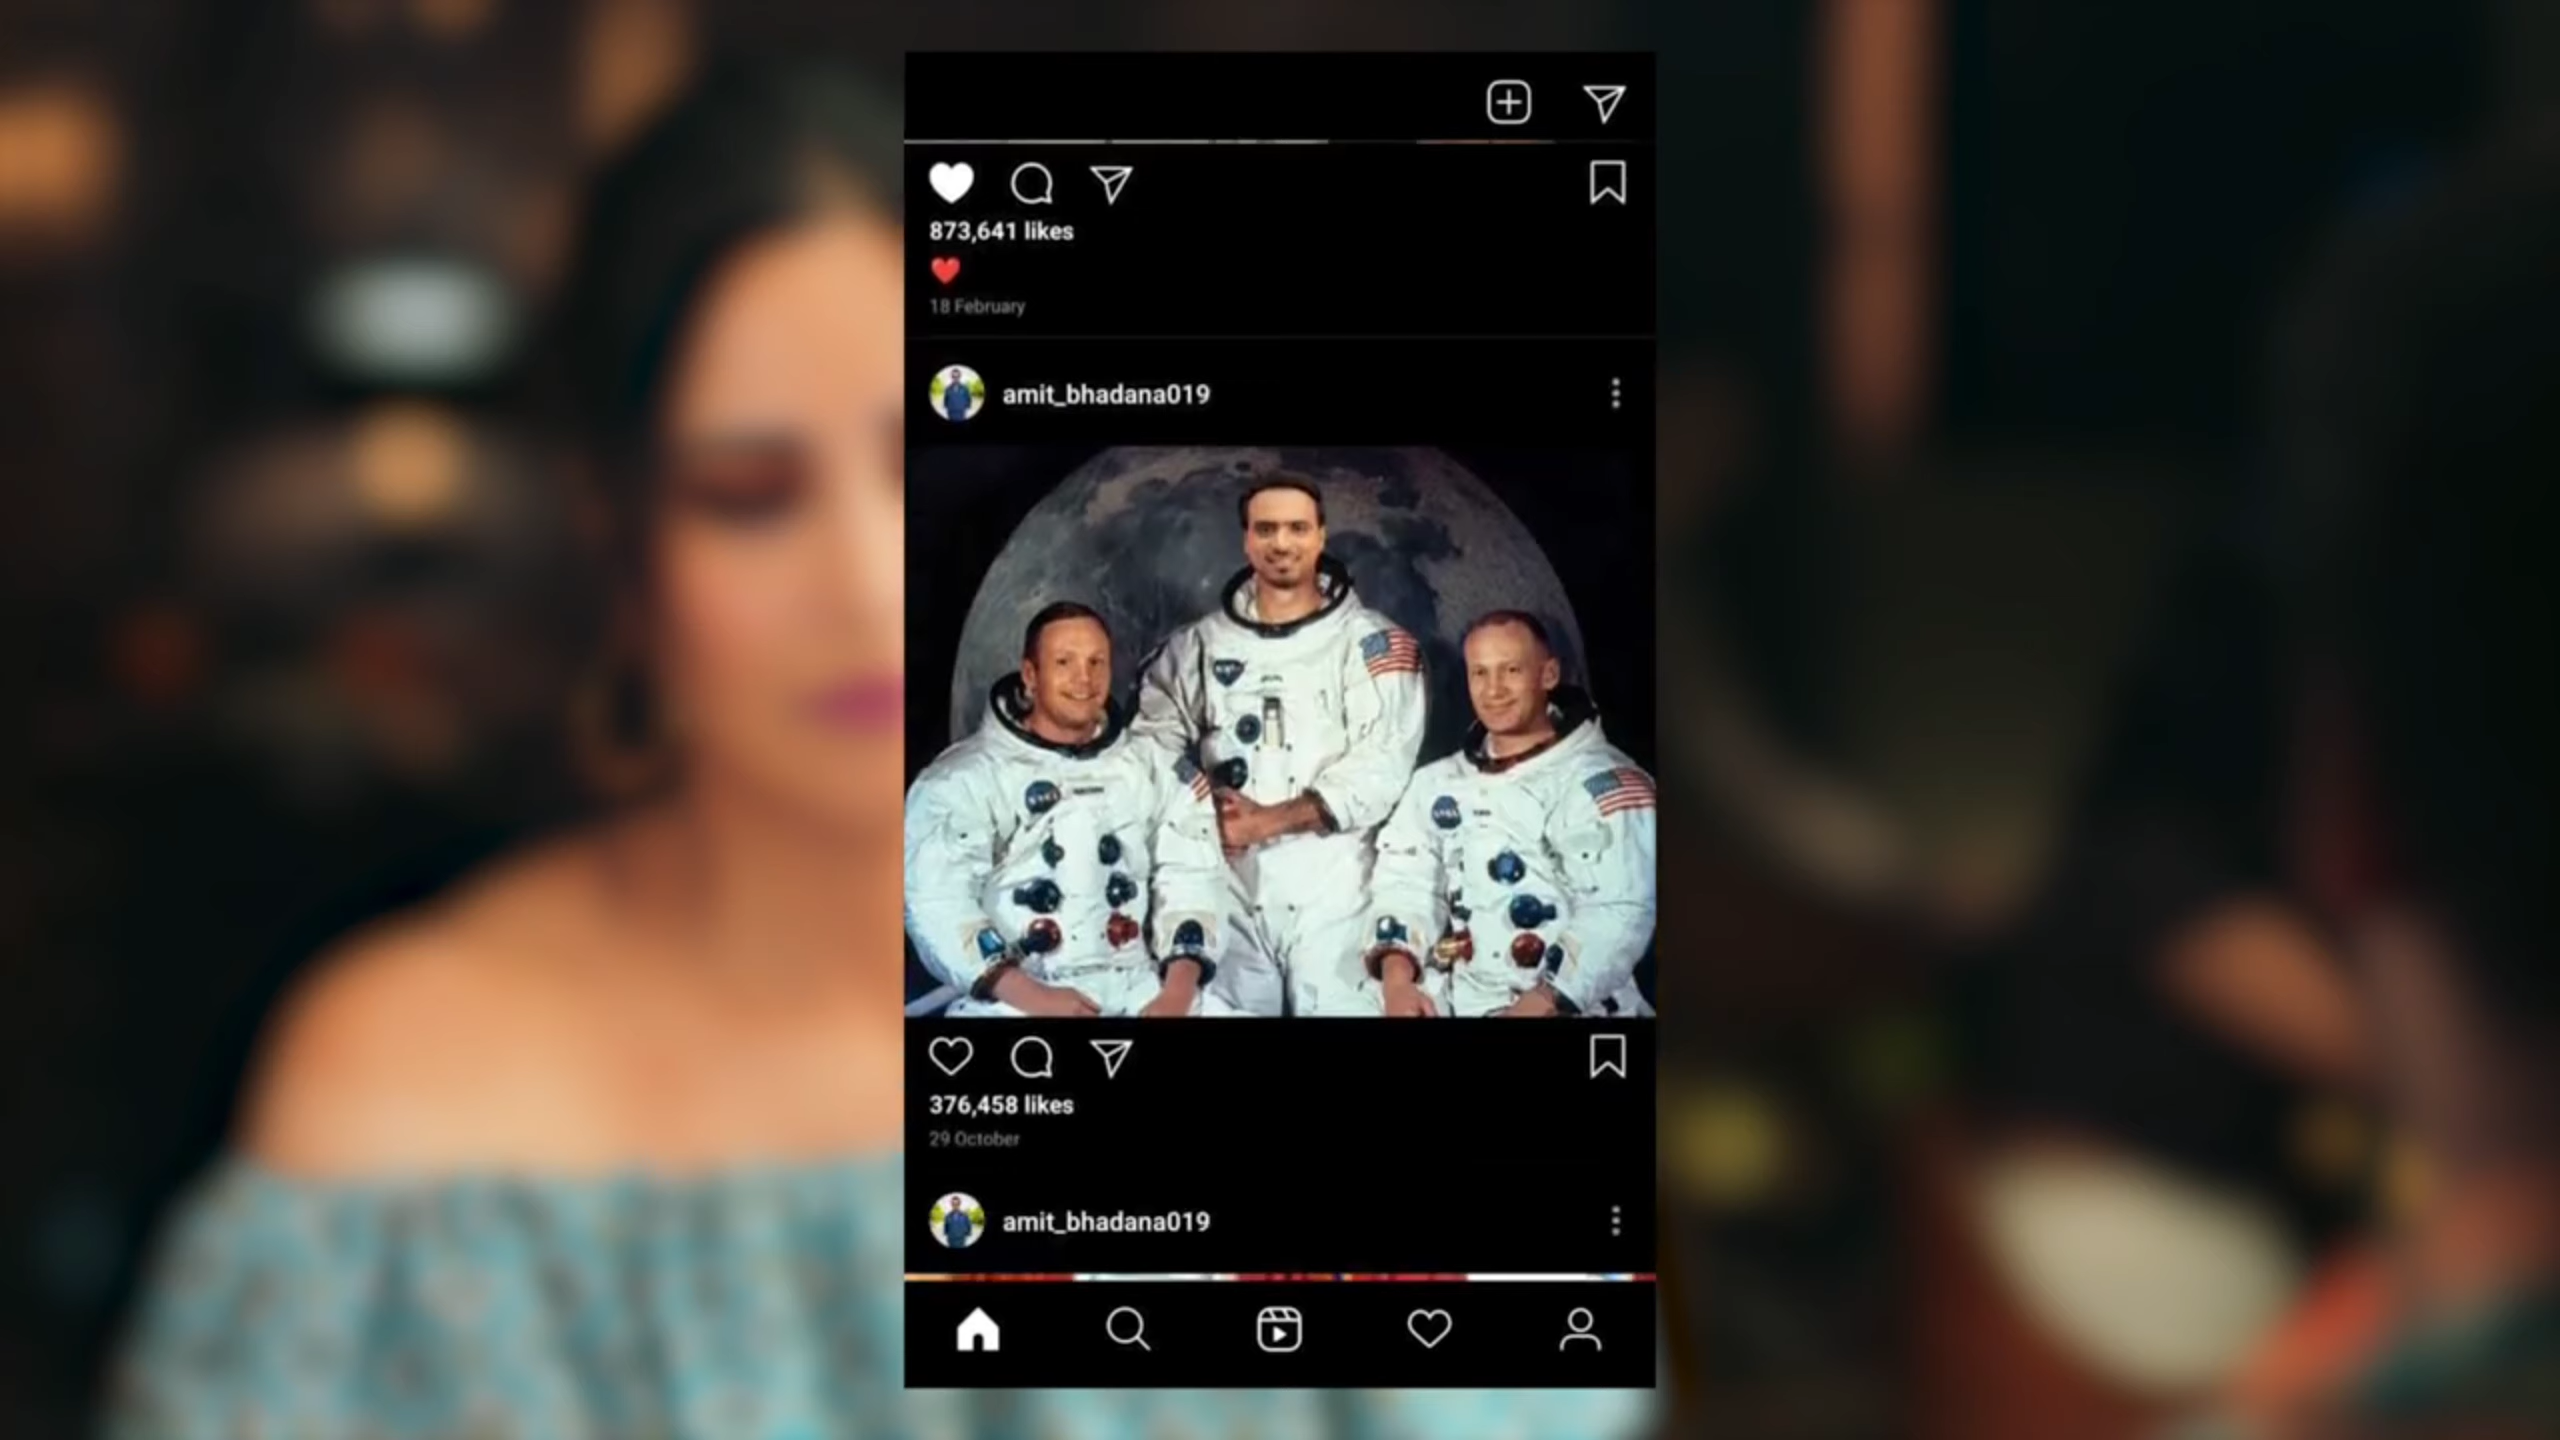 873,641 likes
❤️
18 February
amit_bhadana019
376,458 likes
29 October
amit_bhadana019